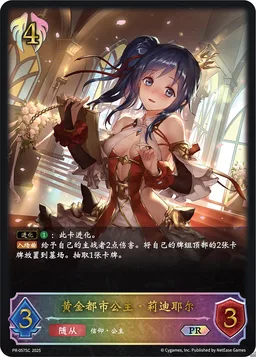 4
进化 1 ：此卡进化。
入场曲 给予自己的主战者2点伤害。将自己的牌组顶部的2张卡
牌放置到墓场。抽取1张卡牌。
黄金都市公主·莉迪耶尔
3
随从
信仰·公主
PR
3
PR-057SC 2025
© Cygames, Inc. Published by NetEase Games